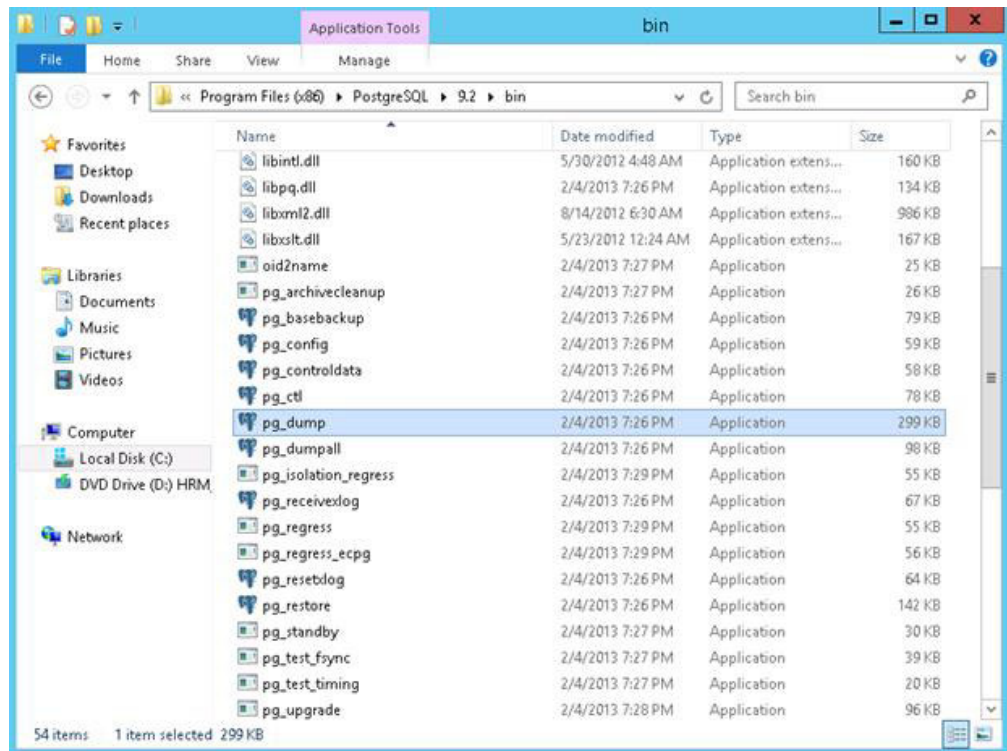 Application Tools
bin
File Home Share View Manage
« Program Files (x86) PostgreSQL 9.2 bin
Search bin
Favorites
Desktop
Downloads
Recent places
Libraries
Documents
Music
Pictures
Videos
Computer
Local Disk (C:)
DVD Drive (D:) HRM
Network
Name Date modified Type Size
libintl.dll 5/30/2012 4:48 AM Application extens... 160 KB
libpq.dll 2/4/2013 7:26 PM Application extens... 134 KB
libxml2.dll 8/14/2012 6:30 AM Application extens... 986 KB
libxslt.dll 5/23/2012 12:24 AM Application extens... 167 KB
oid2name 2/4/2013 7:27 PM Application 25 KB
pg_archivecleanup 2/4/2013 7:27 PM Application 26 KB
pg_basebackup 2/4/2013 7:26 PM Application 79 KB
pg_config 2/4/2013 7:26 PM Application 59 KB
pg_controldata 2/4/2013 7:26 PM Application 58 KB
pg_ctl 2/4/2013 7:26 PM Application 78 KB
pg_dump 2/4/2013 7:26 PM Application 299 KB
pg_dumpall 2/4/2013 7:26 PM Application 98 KB
pg_isolation_regress 2/4/2013 7:29 PM Application 55 KB
pg_receivexlog 2/4/2013 7:26 PM Application 67 KB
pg_regress 2/4/2013 7:29 PM Application 55 KB
pg_regress_ecpg 2/4/2013 7:29 PM Application 56 KB
pg_resetxlog 2/4/2013 7:26 PM Application 64 KB
pg_restore 2/4/2013 7:26 PM Application 142 KB
pg_standby 2/4/2013 7:27 PM Application 30 KB
pg_test_fsync 2/4/2013 7:27 PM Application 39 KB
pg_test_timing 2/4/2013 7:27 PM Application 20 KB
pg_upgrade 2/4/2013 7:28 PM Application 96 KB
54 items 1 item selected 299 KB